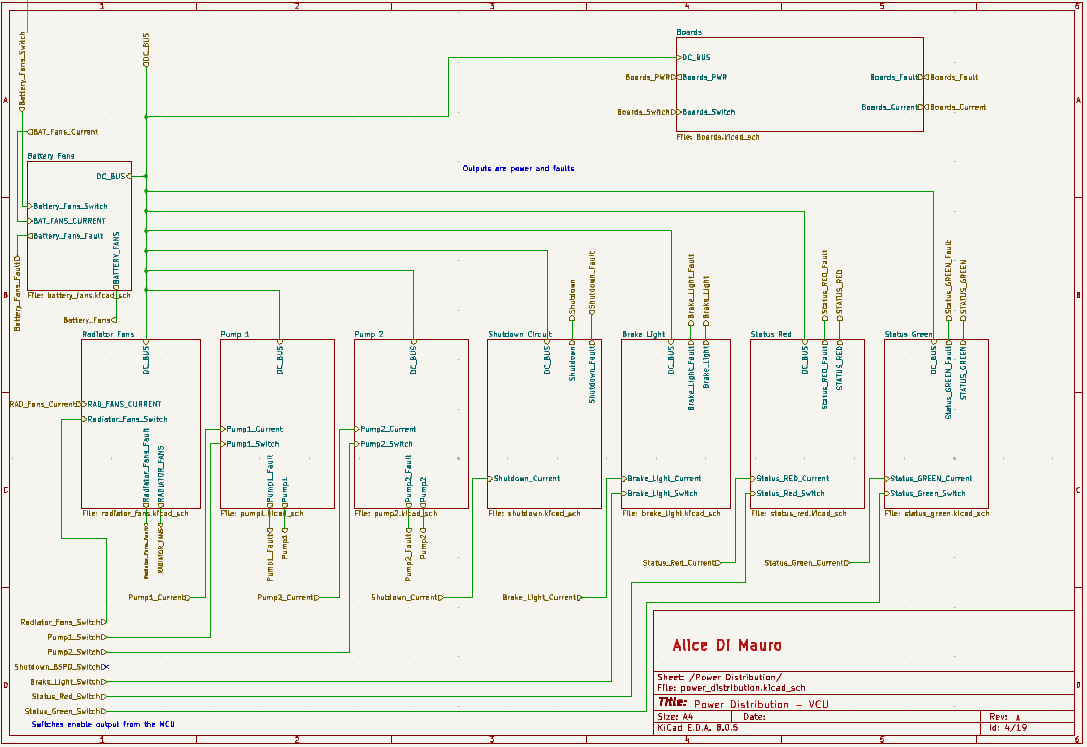 1 2 3 4 5 6
A
B
C
D
Battery_Fans_Switch
DC_BUS
BAT_Fans_Current
Battery Fans
DC_BUS
Battery_Fans_Switch
BAT_FANS_CURRENT
Battery_Fans_Fault
BATTERY_FANS
File: battery_fans.kicad_sch
Battery_Fans_Fault
Battery_Fans
Boards
DC_BUS
Boards_PWR
Boards_PWR
Boards_Switch
Boards_Switch
Boards_Fault
Boards_Fault
Boards_Current
Boards_Current
File: Boards.kicad_sch
Outputs are power and faults
Radiator Fans
DC_BUS
RAD_Fans_Current
RAD_FANS_CURRENT
Radiator_Fans_Switch
Radiator_Fans_Fault
RADIATOR_FANS
File: radiator_fans.kicad_sch
Radiator_Fans_Fault
RADIATOR_FANS
Pump 1
DC_BUS
Pump1_Current
Pump1_Switch
Pump1_Fault
Pump1
File: pump1.kicad_sch
Pump1_Fault
Pump1
Pump 2
DC_BUS
Pump2_Current
Pump2_Switch
Pump2_Fault
Pump2
File: pump2.kicad_sch
Pump2_Fault
Pump2
Shutdown Circuit
Shutdown
Shutdown_Fault
DC_BUS
Shutdown
Shutdown_Fault
Shutdown_Current
File: shutdown.kicad_sch
Brake Light
Brake_Light_Fault
Brake_Light
DC_BUS
Brake_Light_Fault
Brake_Light
Brake_Light_Current
Brake_Light_Switch
File: brake_light.kicad_sch
Status Red
Status_RED_Fault
STATUS_RED
DC_BUS
Status_RED_Fault
STATUS_RED
Status_RED_Current
Status_Red_Switch
File: status_red.kicad_sch
Status Green
Status_GREEN_Fault
STATUS_GREEN
DC_BUS
Status_GREEN_Fault
STATUS_GREEN
Status_GREEN_Current
Status_Green_Switch
File: status_green.kicad_sch
Status_Red_Current
Status_Green_Current
Pump1_Current
Pump2_Current
Shutdown_Current
Brake_Light_Current
Radiator_Fans_Switch
Pump1_Switch
Pump2_Switch
Shutdown_BSPD_Switch
Brake_Light_Switch
Status_Red_Switch
Status_Green_Switch
Switches enable output from the MCU
Alice Di Mauro
Sheet: /Power Distribution/
File: power_distribution.kicad_sch
Title: Power Distribution - VCU
Size: A4 Date: Rev: A
KiCad E.D.A. 8.0.5 Id: 4/19
A
B
C
D
1 2 3 4 5 6